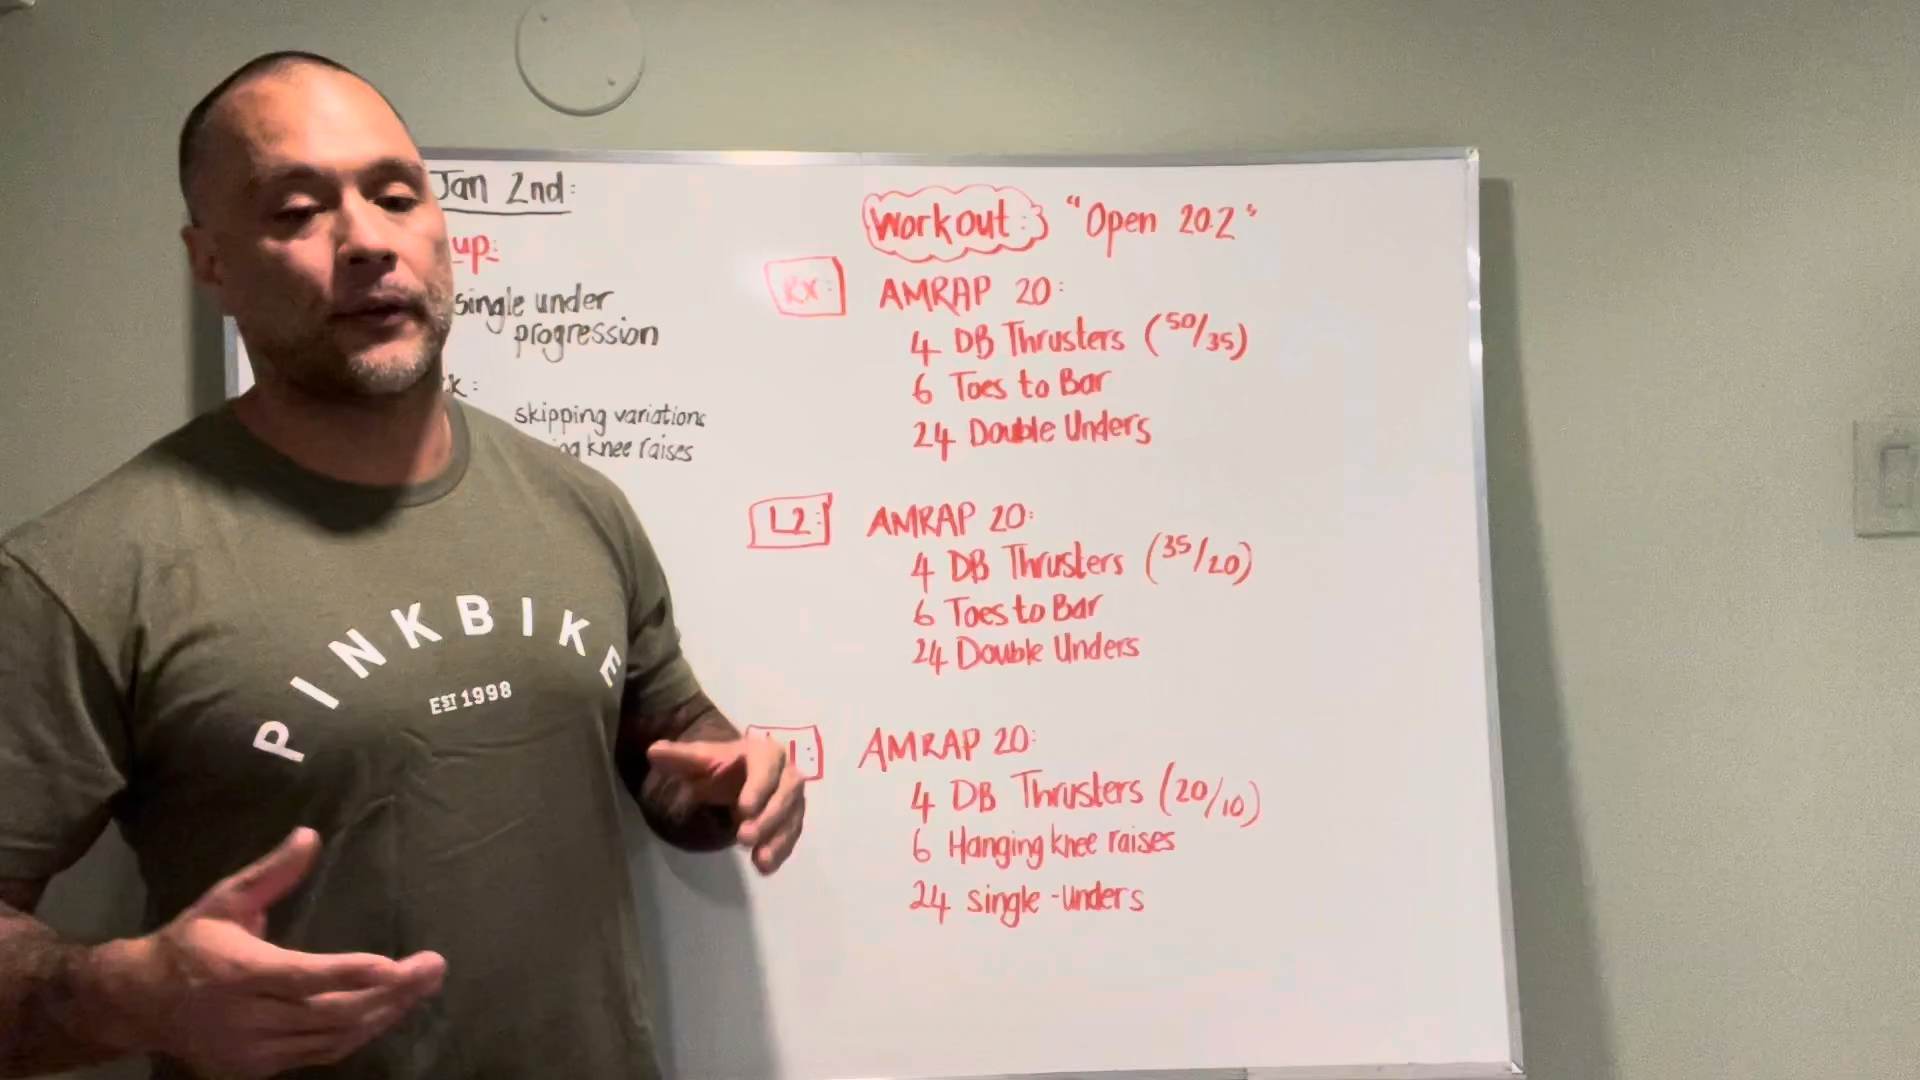 Jan 2nd:
up:
single under
progression
k:
skipping variations
knee raises
Workout: "Open 20.2"
Rx: AMRAP 20:
4 DB Thrusters (50/35)
6 Toes to Bar
24 Double Unders
L2: AMRAP 20:
4 DB Thrusters (35/20)
6 Toes to Bar
24 Double Unders
1: AMRAP 20:
4 DB Thrusters (20/10)
6 Hanging knee raises
24 single-unders
PINKBIKE
EST 1998